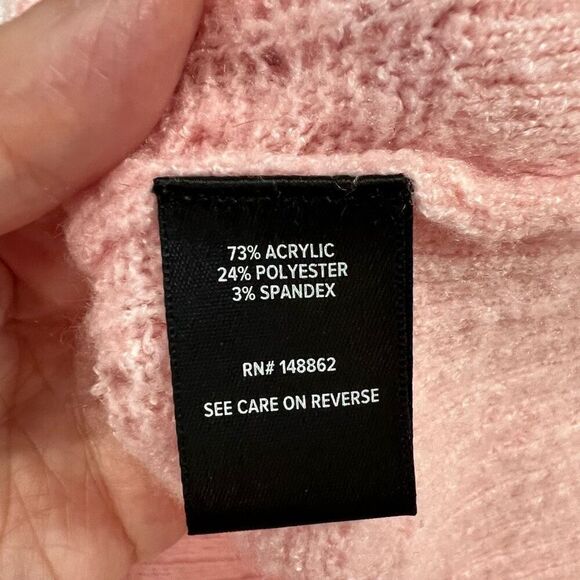 73% ACRYLIC
24% POLYESTER
3% SPANDEX
RN# 148862
SEE CARE ON REVERSE